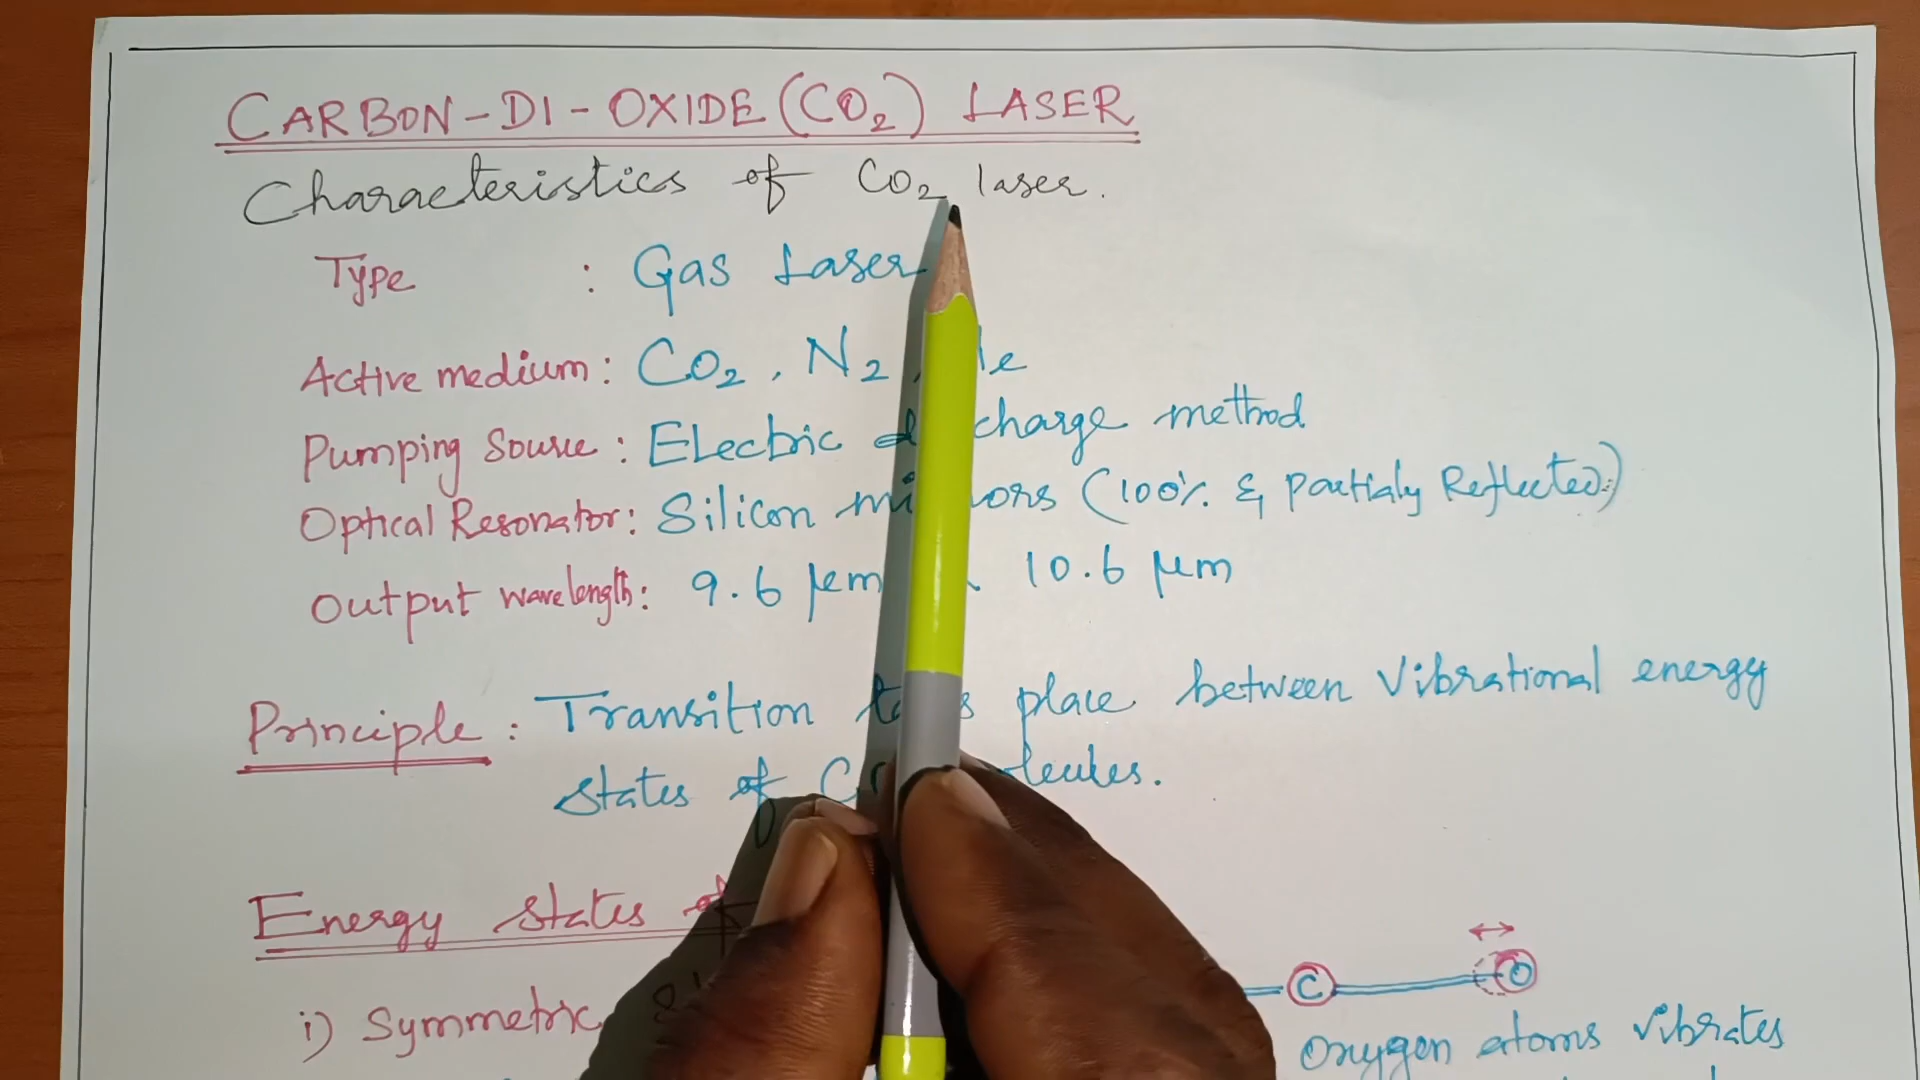 CARBON-DI-OXIDE (CO2) LASER
Characteristics of CO2 laser.
Type : Gas Laser
Active medium : CO2, N2,
Pumping Source : Electric charge method
Optical Resonator : Silicon (100% & Partialy Reflected)
Output wavelength : 9.6 μm 10.6 μm
Principle : Transition place between Vibrational energy
states of
Energy states of
i) Symmetric
C O
Oxygen atoms vibrates